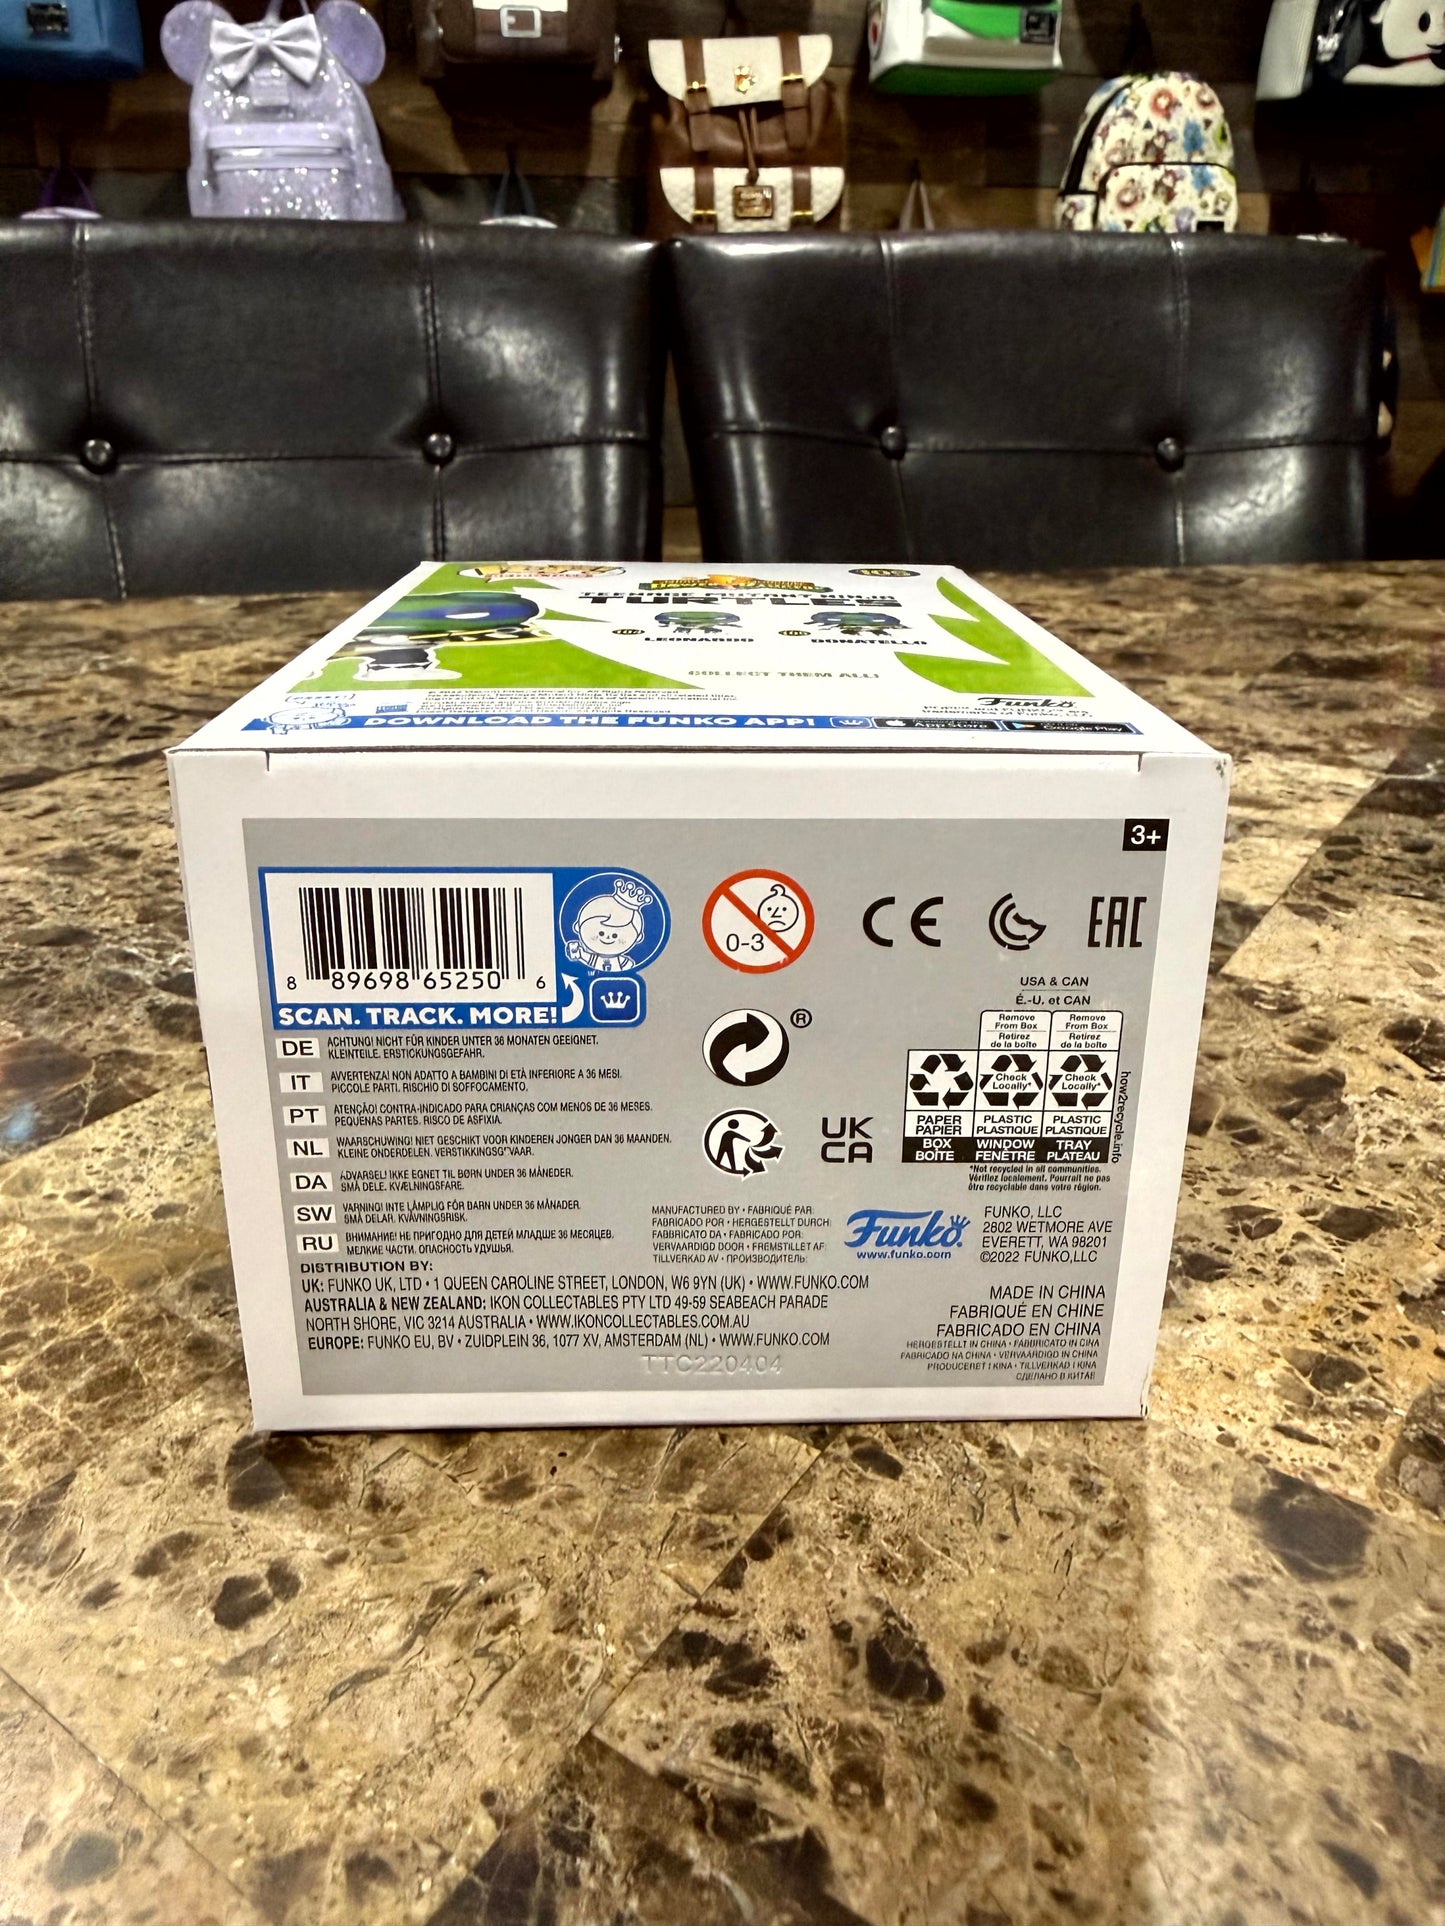 TEENAGE MUTANT NINJA
TURTLES
LEONARDO
DONATELLO
COLLECT THEM ALL!
Funko
DOWNLOAD THE FUNKO APP!
App Store
Google Play
3+
8 89698 65250 6
SCAN. TRACK. MORE!
0-3
CE
EAC
USA & CAN
É.-U. et CAN
Remove
From Box
Retirez
de la boîte
Remove
From Box
Retirez
de la boîte
Check
Locally*
Check
Locally*
PAPER
PAPIER
BOX
BOÎTE
PLASTIC
PLASTIQUE
WINDOW
FENÊTRE
PLASTIC
PLASTIQUE
TRAY
PLATEAU
how2recycle.info
*Not recycled in all communities.
Vérifiez localement. Pourrait ne pas
être recyclable dans votre région.
®
UK
CA
DE ACHTUNG! NICHT FÜR KINDER UNTER 36 MONATEN GEEIGNET.
KLEINTEILE. ERSTICKUNGSGEFAHR.
IT AVVERTENZA! NON ADATTO A BAMBINI DI ETÀ INFERIORE A 36 MESI.
PICCOLE PARTI. RISCHIO DI SOFFOCAMENTO.
PT ATENÇÃO! CONTRA-INDICADO PARA CRIANÇAS COM MENOS DE 36 MESES.
PEQUENAS PARTES. RISCO DE ASFIXIA.
NL WAARSCHUWING! NIET GESCHIKT VOOR KINDEREN JONGER DAN 36 MAANDEN.
KLEINE ONDERDELEN.
DA ADVARSEL! IKKE EGNET TIL BØRN UNDER 36 MÅNEDER.
SMÅ DELE. KVÆLNINGSFARE.
SW VARNING! INTE LÄMPLIG FÖR BARN UNDER 36 MÅNADER.
SMÅ DELAR. KVÄVNINGSRISK.
RU ВНИМАНИЕ! НЕ ПРИГОДНО ДЛЯ ДЕТЕЙ МЛАДШЕ 36 МЕСЯЦЕВ.
МЕЛКИЕ ЧАСТИ. ОПАСНОСТЬ УДУШЬЯ.
MANUFACTURED BY • FABRIQUÉ PAR:
FABRICADO POR • HERGESTELLT DURCH:
FABBRICATO DA • FABRICADO POR:
VERVAARDIGD DOOR • FREMSTILLET AF:
TILLVERKAD AV • ПРОИЗВОДИТЕЛЬ:
Funko
www.funko.com
FUNKO, LLC
2802 WETMORE AVE
EVERETT, WA 98201
©2022 FUNKO,LLC
DISTRIBUTION BY:
UK: FUNKO UK, LTD • 1 QUEEN CAROLINE STREET, LONDON, W6 9YN (UK) • WWW.FUNKO.COM
AUSTRALIA & NEW ZEALAND: IKON COLLECTABLES PTY LTD 49-59 SEABEACH PARADE
NORTH SHORE, VIC 3214 AUSTRALIA • WWW.IKONCOLLECTABLES.COM.AU
EUROPE: FUNKO EU, BV • ZUIDPLEIN 36, 1077 XV, AMSTERDAM (NL) • WWW.FUNKO.COM
TTC220404
MADE IN CHINA
FABRIQUÉ EN CHINE
FABRICADO EN CHINA
HERGESTELLT IN CHINA • FABBRICATO IN CINA
FABRICADO NA CHINA • VERVAARDIGD IN CHINA
PRODUCERET I KINA • TILLVERKAD I KINA
СДЕЛАНО В КИТАЕ